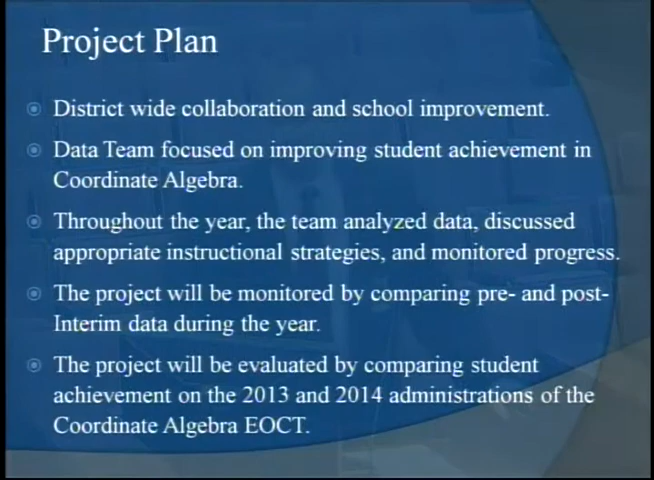 Project Plan
District wide collaboration and school improvement.
Data Team focused on improving student achievement in
Coordinate Algebra.
Throughout the year, the team analyzed data, discussed
appropriate instructional strategies, and monitored progress.
The project will be monitored by comparing pre- and post-
Interim data during the year.
The project will be evaluated by comparing student
achievement on the 2013 and 2014 administrations of the
Coordinate Algebra EOCT.